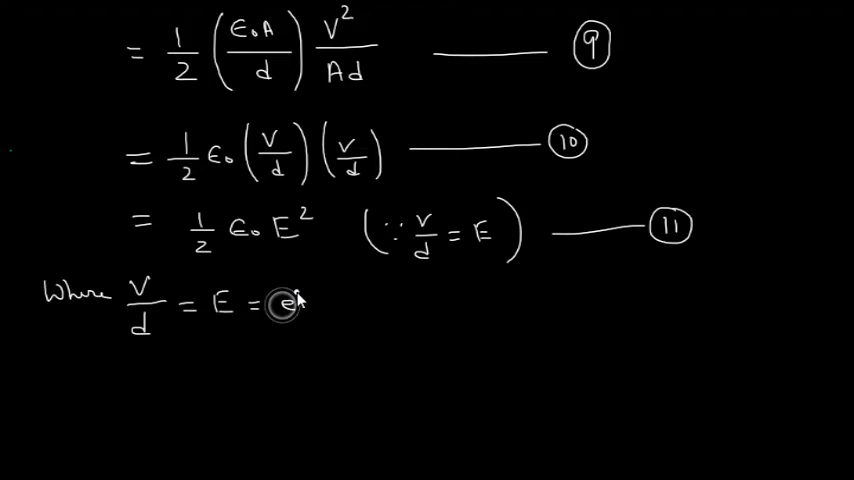 = 1/2 (ε₀A/d) V²/Ad —— (9)
= 1/2 ε₀ (V/d) (V/d) —— (10)
= 1/2 ε₀ E² (∵ V/d = E) —— (11)
Where V/d = E = e